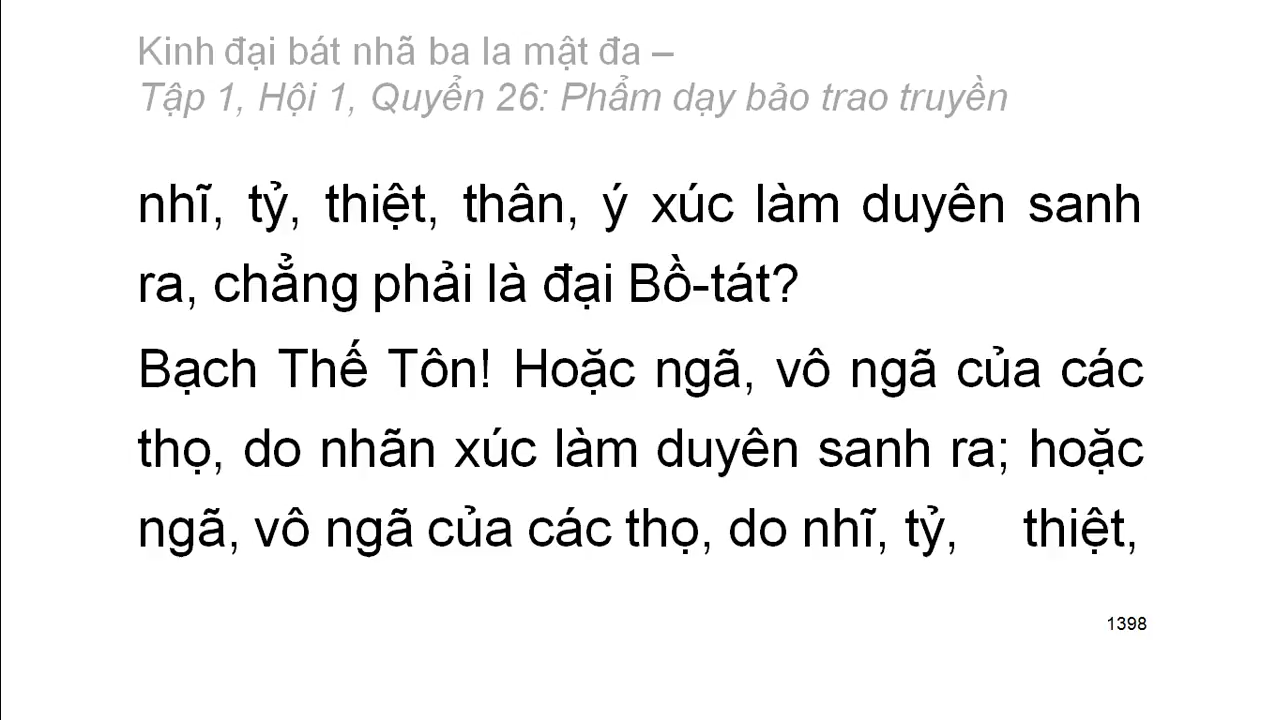 Kinh đại bát nhã ba la mật đa –
Tập 1, Hội 1, Quyển 26: Phẩm dạy bảo trao truyền
nhĩ, tỷ, thiệt, thân, ý xúc làm duyên sanh
ra, chẳng phải là đại Bồ-tát?
Bạch Thế Tôn! Hoặc ngã, vô ngã của các
thọ, do nhãn xúc làm duyên sanh ra; hoặc
ngã, vô ngã của các thọ, do nhĩ, tỷ, thiệt,
1398